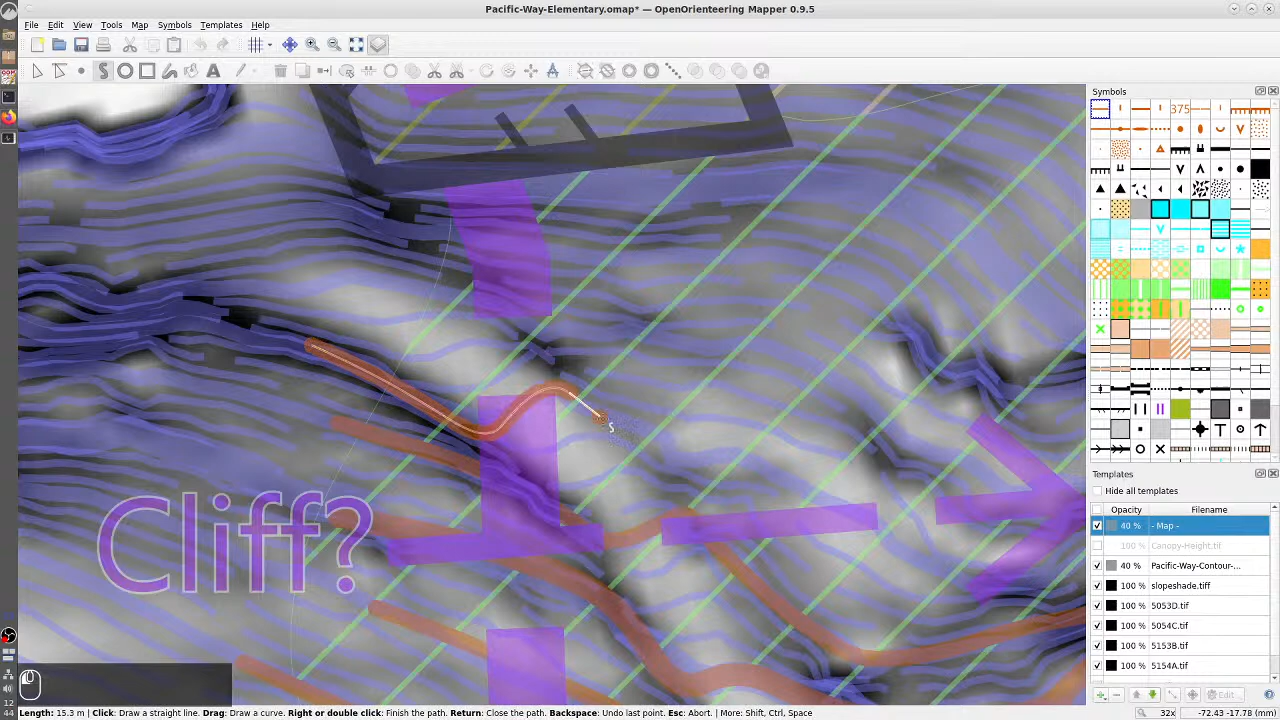 Pacific-Way-Elementary.omap* — OpenOrienteering Mapper 0.9.5
File Edit View Tools Map Symbols Templates Help
Symbols
375
Cliff?
S
Templates
Hide all templates
Opacity Filename
40 % - Map -
100 % Canopy-Height.tif
40 % Pacific-Way-Contour-...
100 % slopeshade.tiff
100 % 5053D.tif
100 % 5054C.tif
100 % 5153B.tif
100 % 5154A.tif
Edit...
12
44
Length: 15.3 m | Click: Draw a straight line. Drag: Draw a curve. Right or double click: Finish the path. Return: Close the path. Backspace: Undo last point. Esc: Abort. | More: Shift, Ctrl, Space
32x
-72.43 -17.78 (mm)